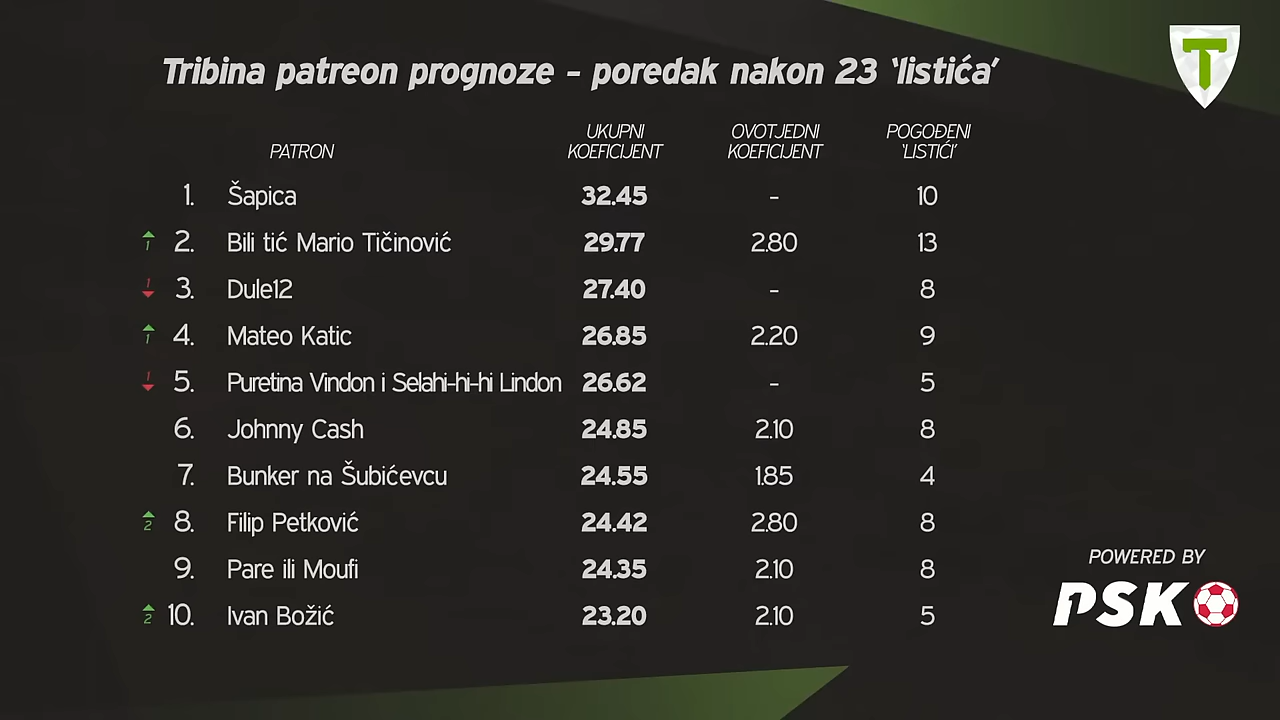 T
Tribina patreon prognoze - poredak nakon 23 'listića'
PATRON UKUPNI KOEFICIJENT OVOTJEDNI KOEFICIJENT POGOĐENI 'LISTIĆI'
1. Šapica 32.45 - 10
1 2. Bili tić Mario Tičinović 29.77 2.80 13
1 3. Dule12 27.40 - 8
1 4. Mateo Katic 26.85 2.20 9
1 5. Puretina Vindon i Selahi-hi-hi Lindon 26.62 - 5
6. Johnny Cash 24.85 2.10 8
7. Bunker na Šubićevcu 24.55 1.85 4
2 8. Filip Petković 24.42 2.80 8
9. Pare ili Moufi 24.35 2.10 8
2 10. Ivan Božić 23.20 2.10 5
POWERED BY
PSK